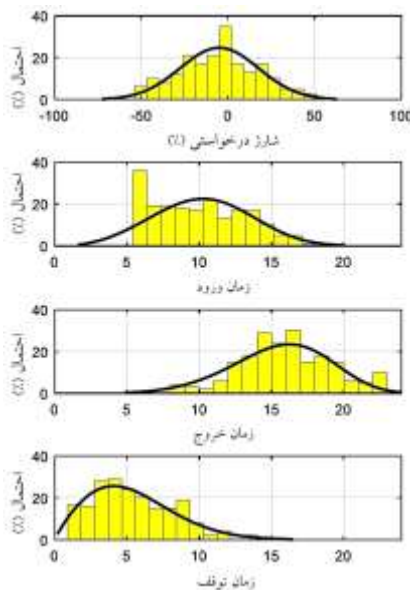 احتمال (٪)
40
20
0
-100 -50 0 50 100
شارژ درخواستی (٪)
احتمال (٪)
40
20
0
0 5 10 15 20
زمان ورود
احتمال (٪)
40
20
0
0 5 10 15 20
زمان خروج
احتمال (٪)
40
20
0
0 5 10 15 20
زمان توقف